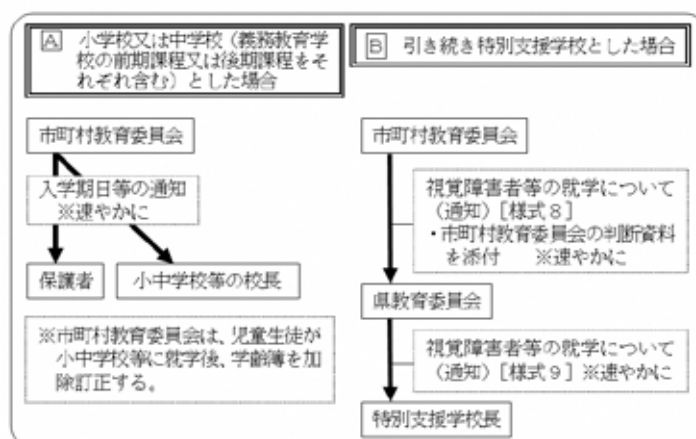 A 小学校又は中学校（義務教育学
校の前期課程又は後期課程をそ
れぞれ含む）とした場合
市町村教育委員会
入学期日等の通知
※速やかに
保護者
小中学校等の校長
※市町村教育委員会は、児童生徒が
小中学校等に就学後、学齢簿を加
除訂正する。
B 引き続き特別支援学校とした場合
市町村教育委員会
視覚障害者等の就学について
（通知）［様式８］
・市町村教育委員会の判断資料
を添付 ※速やかに
県教育委員会
視覚障害者等の就学について
（通知）［様式９］※速やかに
特別支援学校長